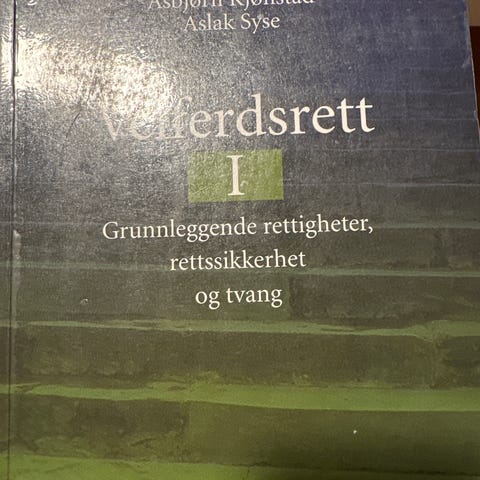 Asbjørn Kjønstad
Aslak Syse
Velferdsrett
I
Grunnleggende rettigheter,
rettssikkerhet
og tvang